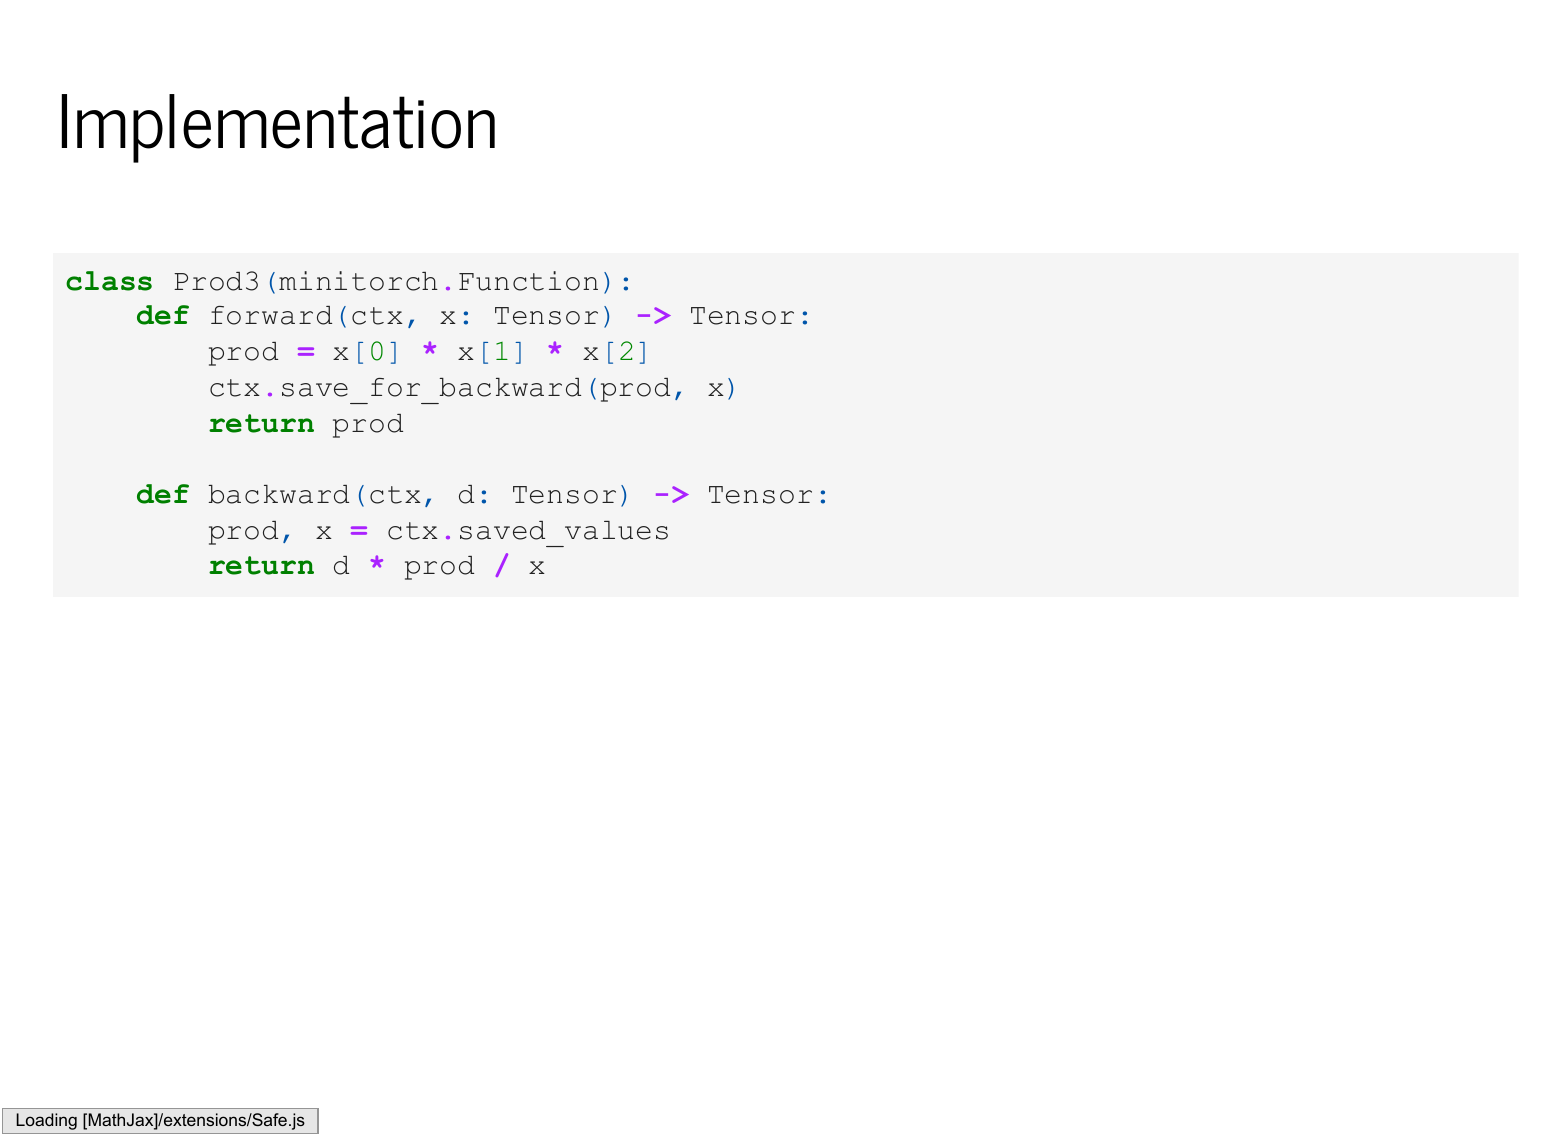 Implementation
class Prod3(minitorch.Function):
    def forward(ctx, x: Tensor) -> Tensor:
        prod = x[0] * x[1] * x[2]
        ctx.save_for_backward(prod, x)
        return prod

    def backward(ctx, d: Tensor) -> Tensor:
        prod, x = ctx.saved_values
        return d * prod / x
Loading [MathJax]/extensions/Safe.js